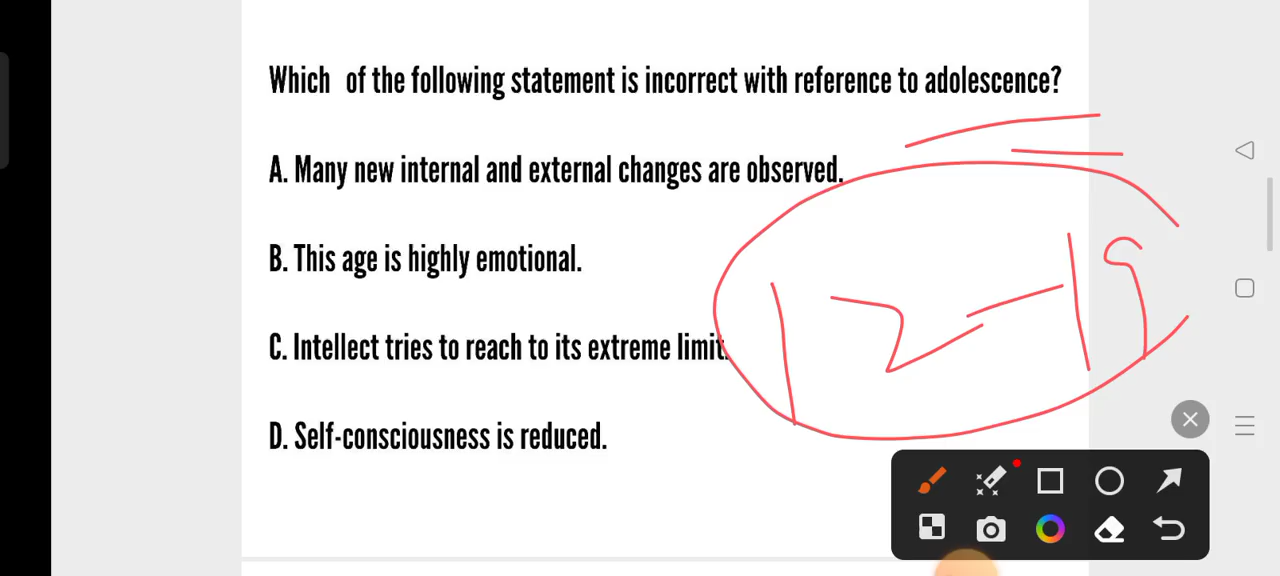 Which of the following statement is incorrect with reference to adolescence?
A. Many new internal and external changes are observed.
B. This age is highly emotional.
C. Intellect tries to reach to its extreme limit.
12-19
D. Self-consciousness is reduced.